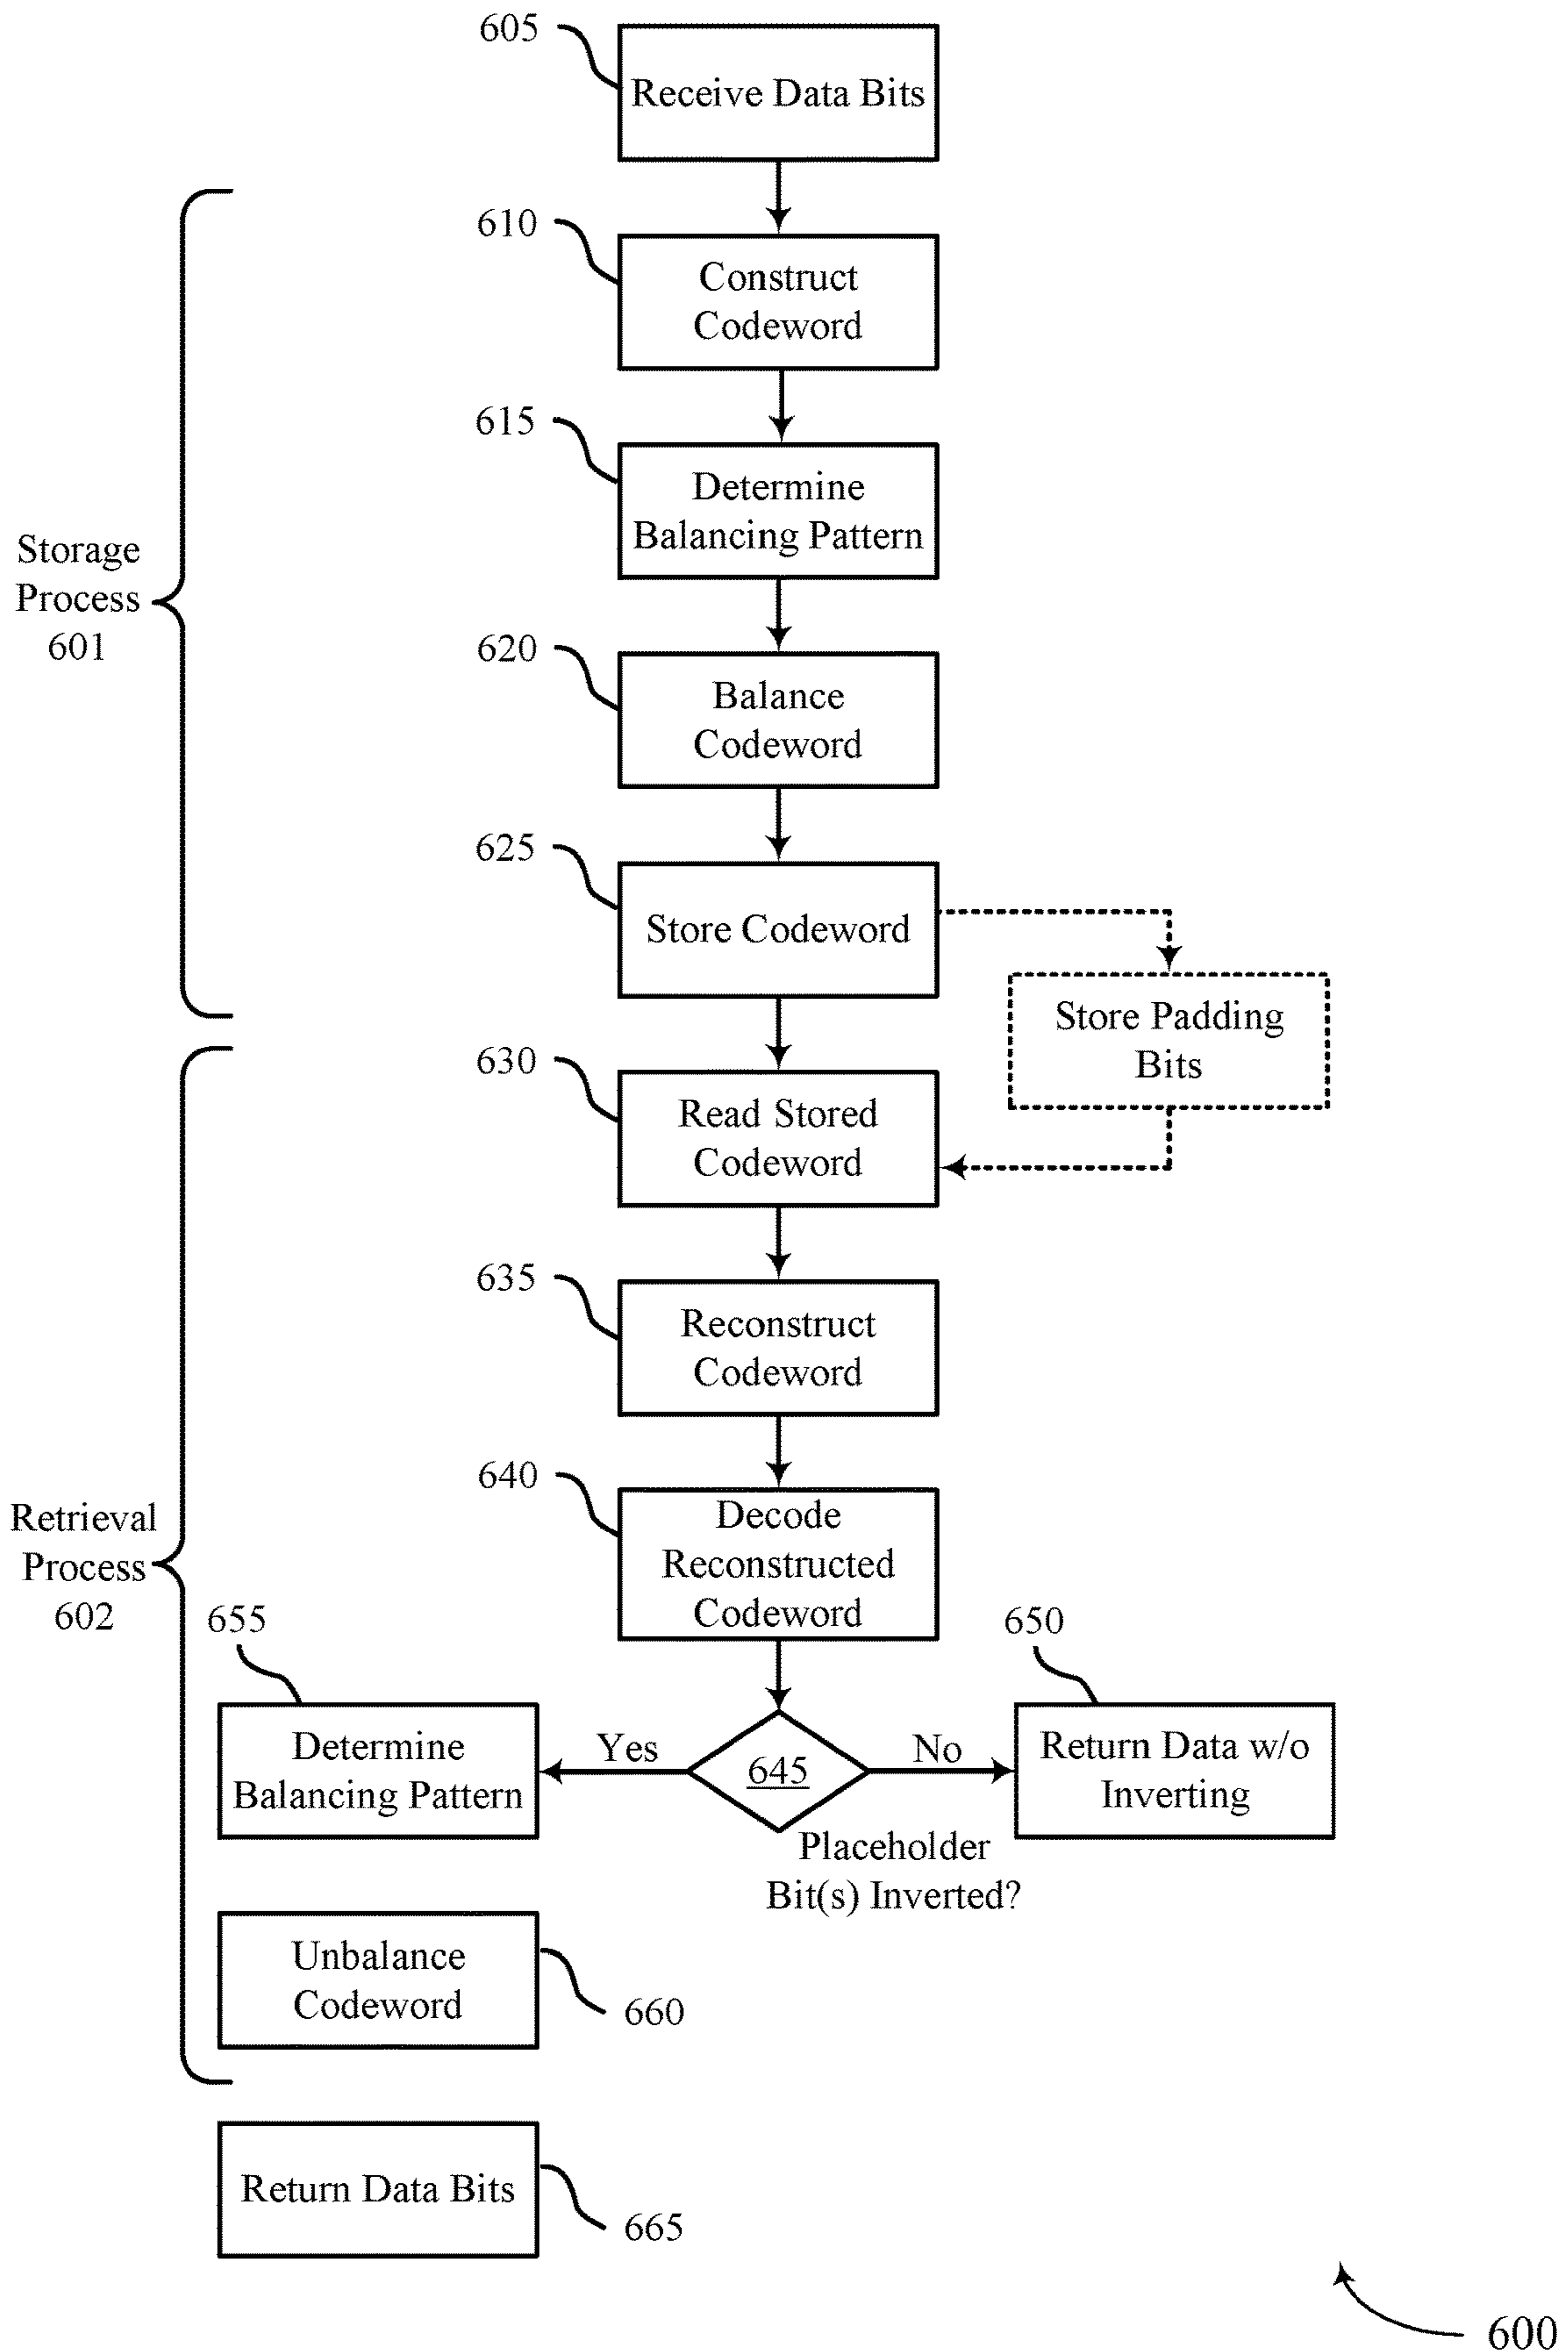 605
Receive Data Bits
610
Construct
Codeword
615
Determine
Balancing Pattern
Storage
Process
601
620
Balance
Codeword
625
Store Codeword
Store Padding
Bits
630
Read Stored
Codeword
635
Reconstruct
Codeword
640
Decode
Reconstructed
Codeword
Retrieval
Process
602
655
650
Determine
Balancing Pattern
Yes
645
No
Return Data w/o
Inverting
Placeholder
Bit(s) Inverted?
Unbalance
Codeword
660
Return Data Bits
665
600